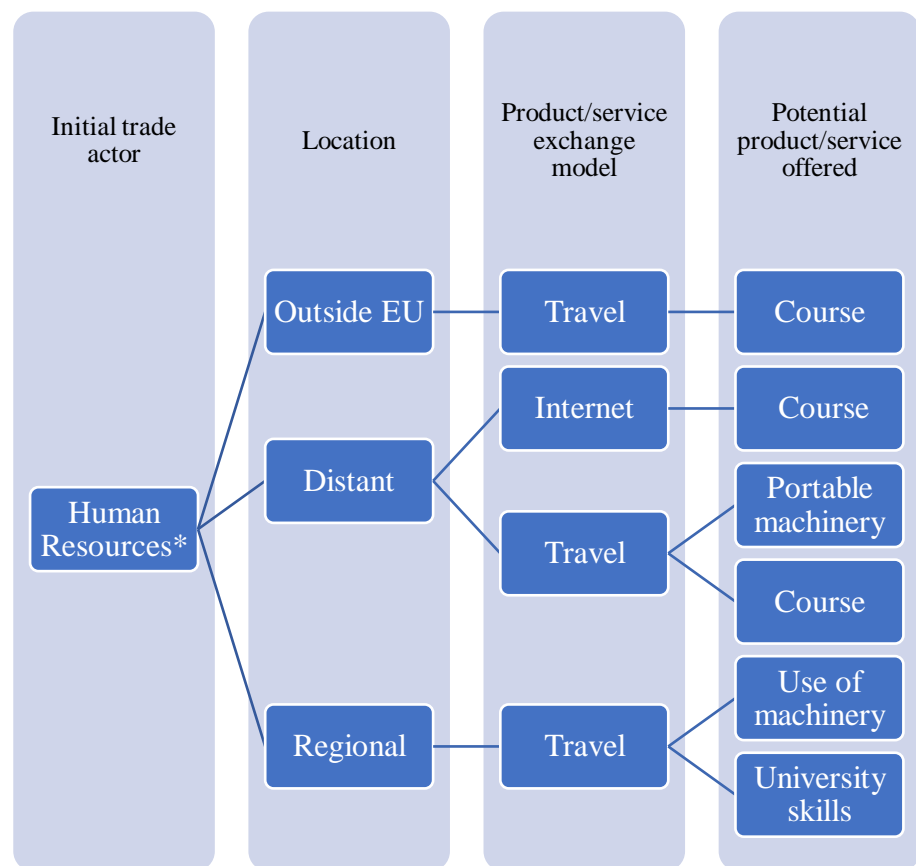 Initial trade
actor
Location
Product/service
exchange
model
Potential
product/service
offered
Outside EU
Travel
Course
Internet
Course
Distant
Portable
machinery
Human
Resources*
Travel
Course
Use of
machinery
Regional
Travel
University
skills